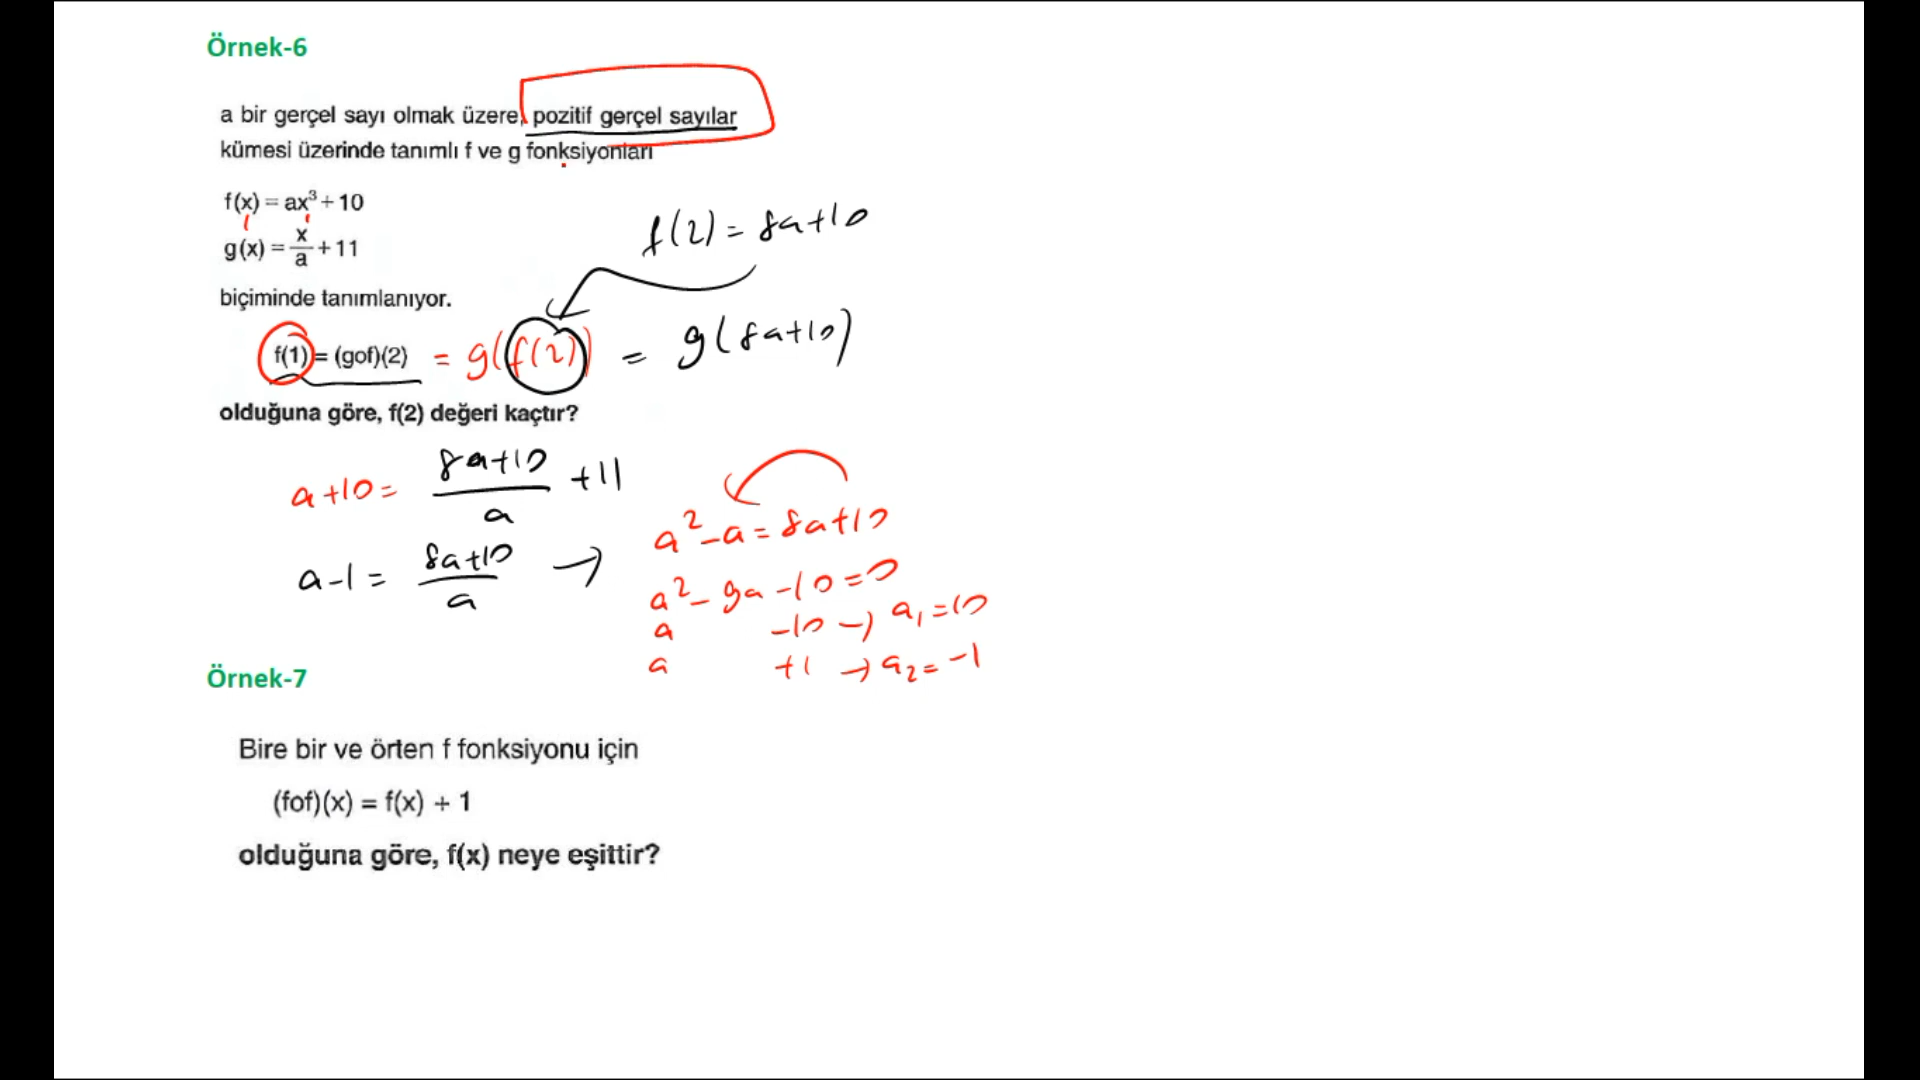 Örnek-6
a bir gerçel sayı olmak üzere, pozitif gerçel sayılar
kümesi üzerinde tanımlı f ve g fonksiyonları
f(x) = ax³ + 10
f(2) = 8a+10
g(x) = x/a + 11
biçiminde tanımlanıyor.
f(1) = (gof)(2) = g(f(2)) = g(8a+10)
olduğuna göre, f(2) değeri kaçtır?
a+10 = (8a+10)/a + 11
a² - a = 8a+10
a-1 = (8a+10)/a →
a² - 9a - 10 = 0
a -10 → a₁ = 10
a +1 → a₂ = -1
Örnek-7
Bire bir ve örten f fonksiyonu için
(fof)(x) = f(x) + 1
olduğuna göre, f(x) neye eşittir?